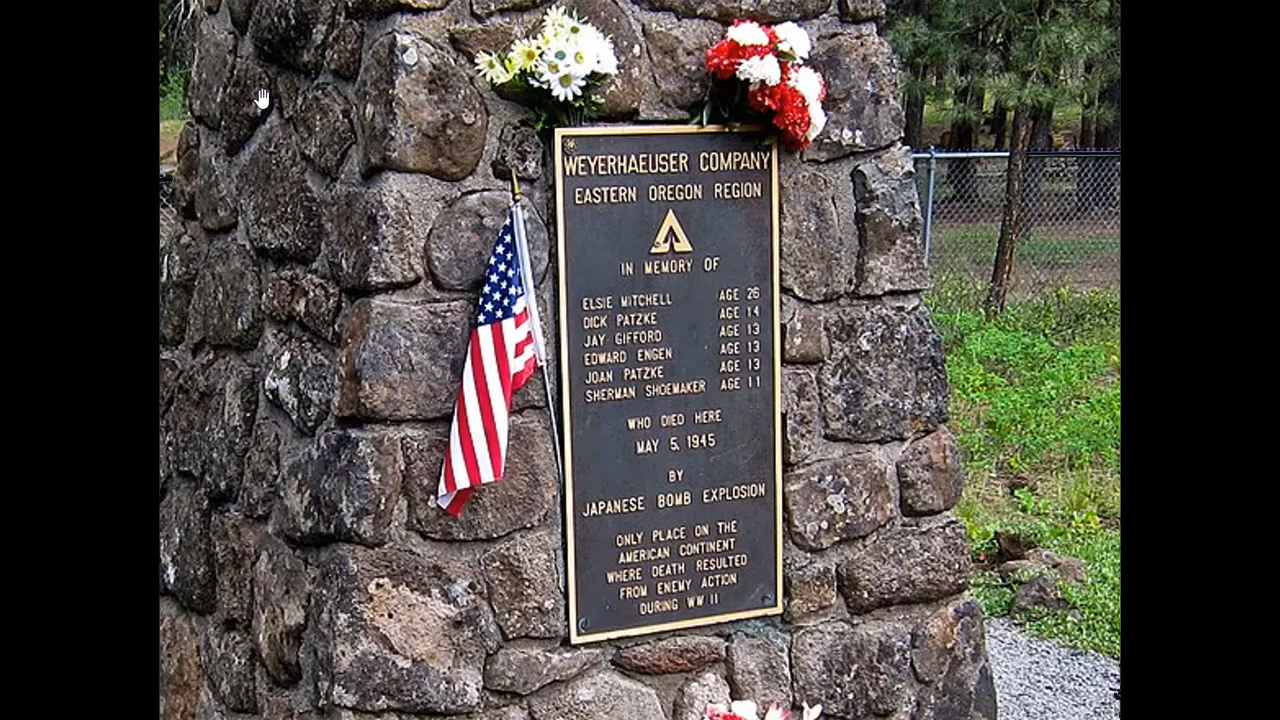 WEYERHAEUSER COMPANY
EASTERN OREGON REGION
IN MEMORY OF
ELSIE MITCHELL AGE 26
DICK PATZKE AGE 14
JAY GIFFORD AGE 13
EDWARD ENGEN AGE 13
JOAN PATZKE AGE 13
SHERMAN SHOEMAKER AGE 11
WHO DIED HERE
MAY 5, 1945
BY
JAPANESE BOMB EXPLOSION
ONLY PLACE ON THE
AMERICAN CONTINENT
WHERE DEATH RESULTED
FROM ENEMY ACTION
DURING WW II